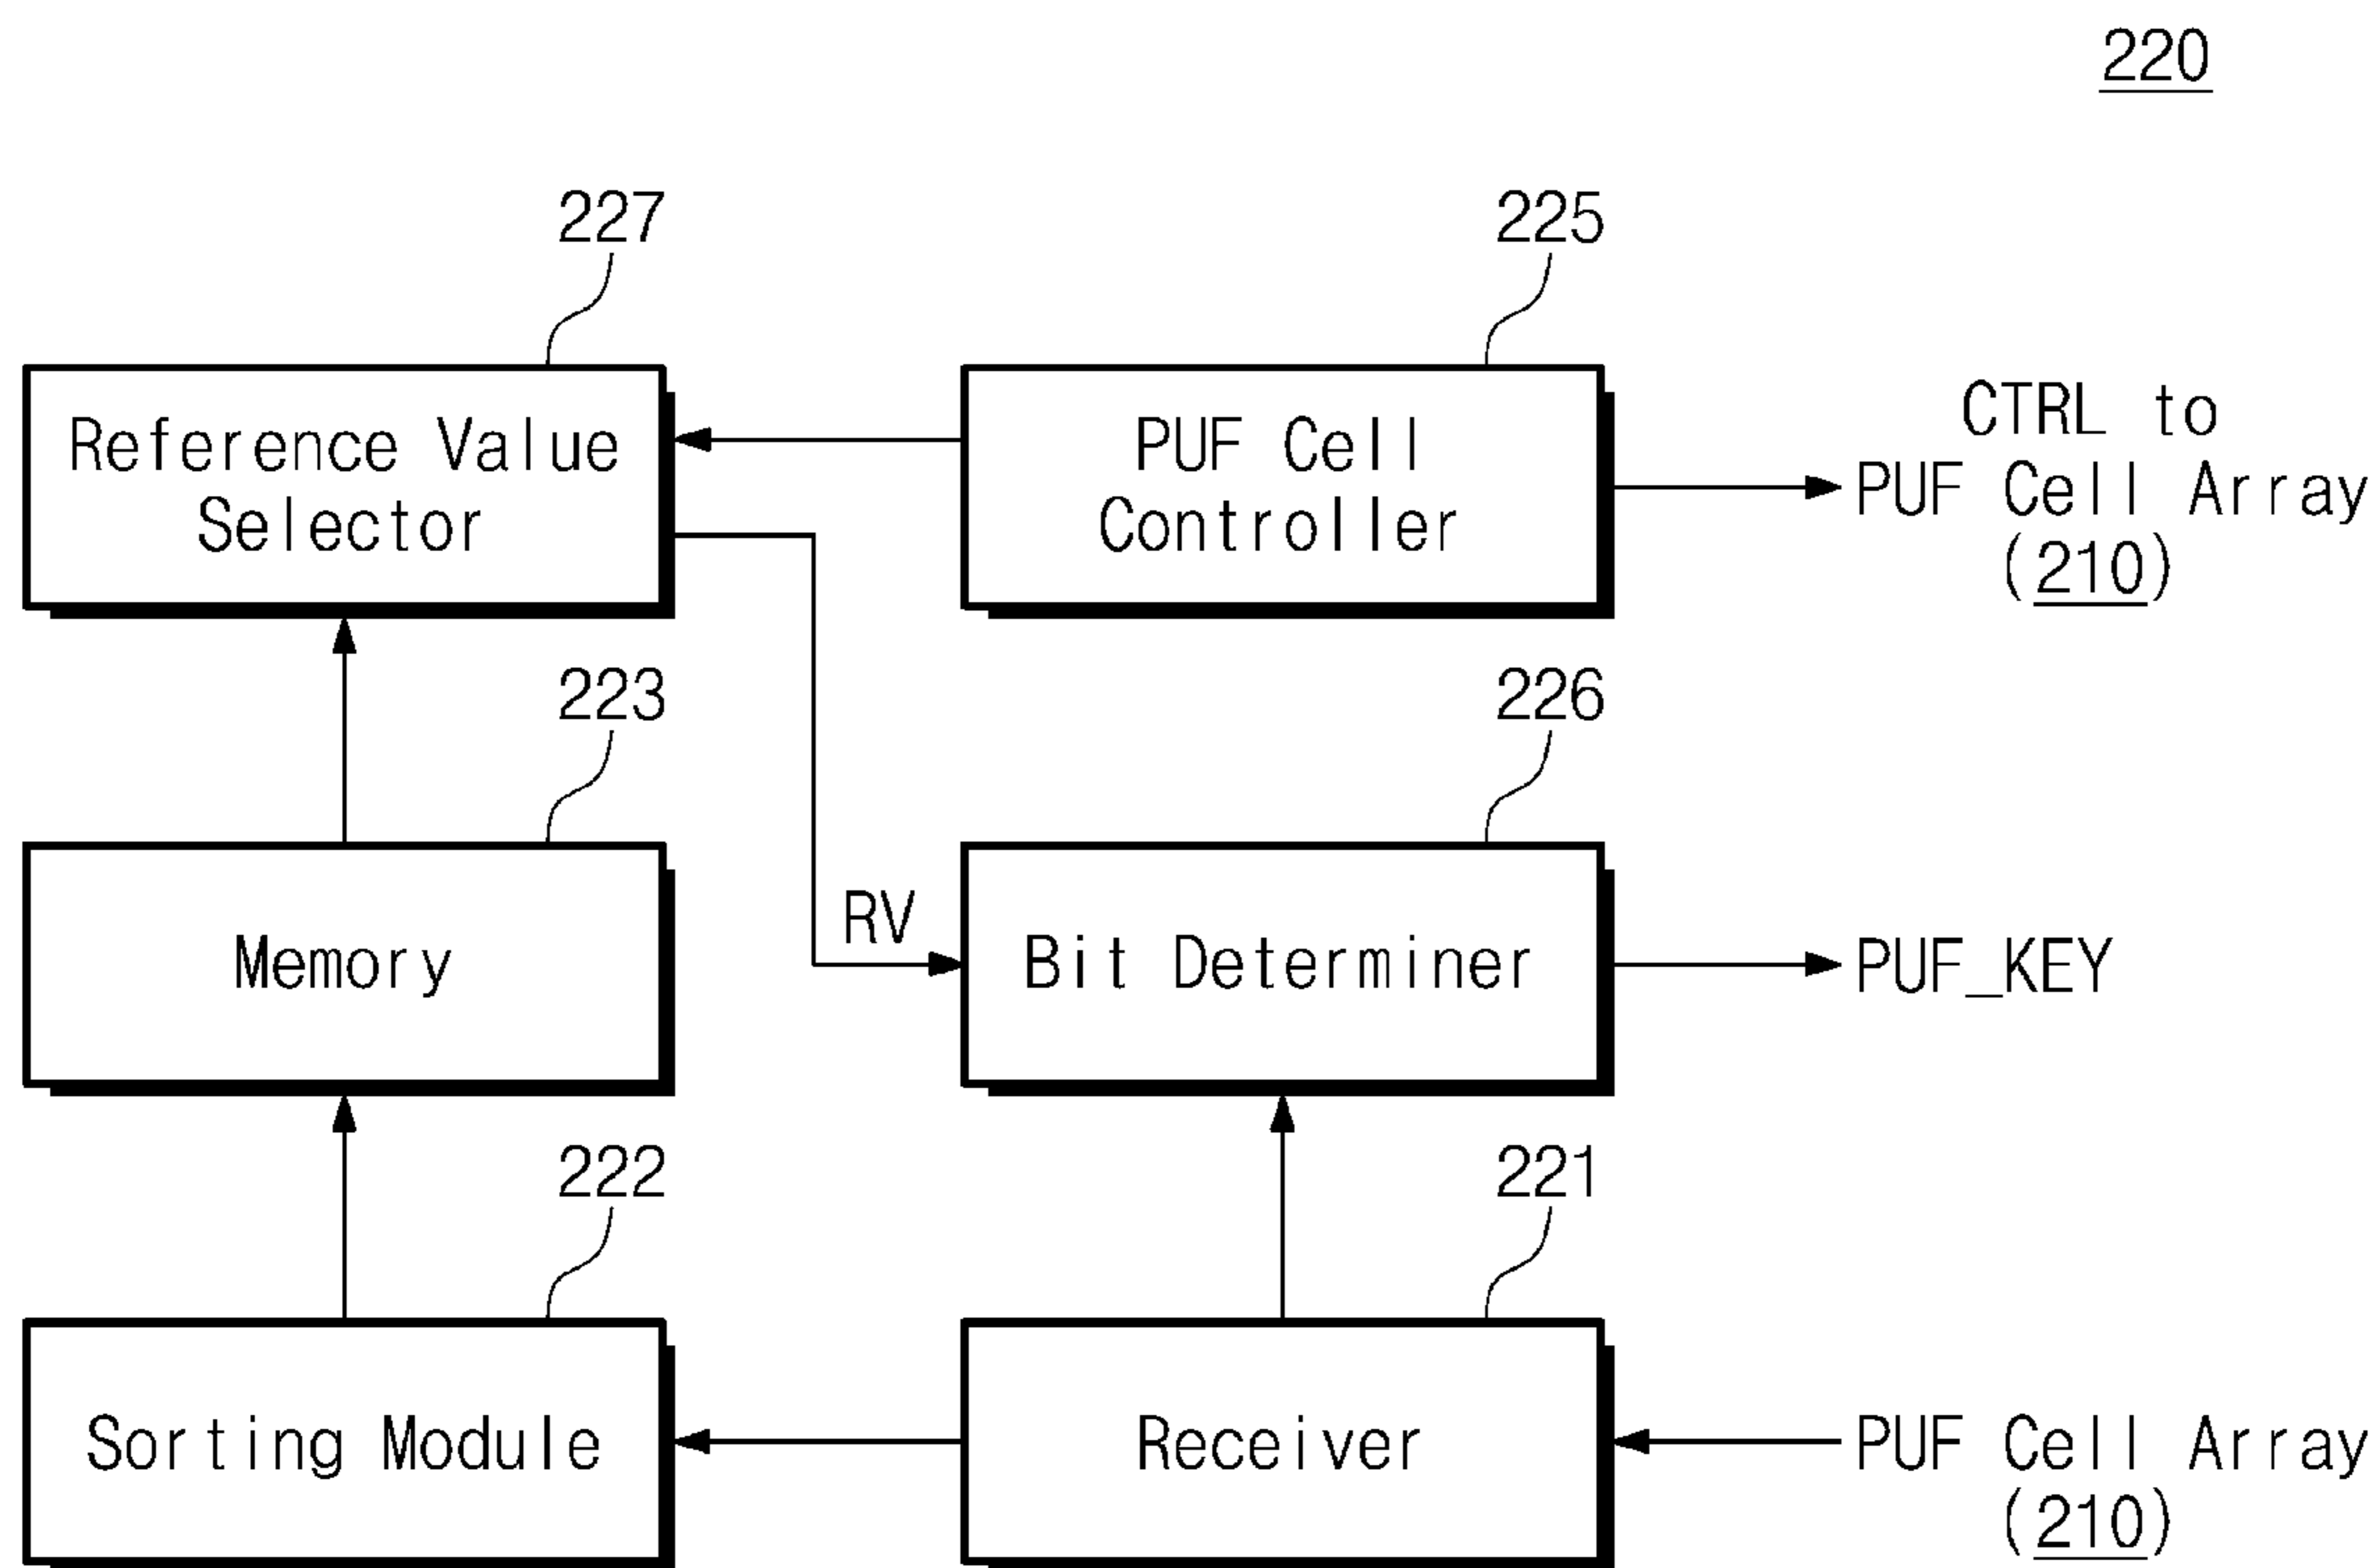 220
227
225
Reference Value
Selector
PUF Cell
Controller
CTRL to
PUF Cell Array
(210)
223
226
Memory
RV
Bit Determiner
PUF_KEY
222
221
Sorting Module
Receiver
PUF Cell Array
(210)